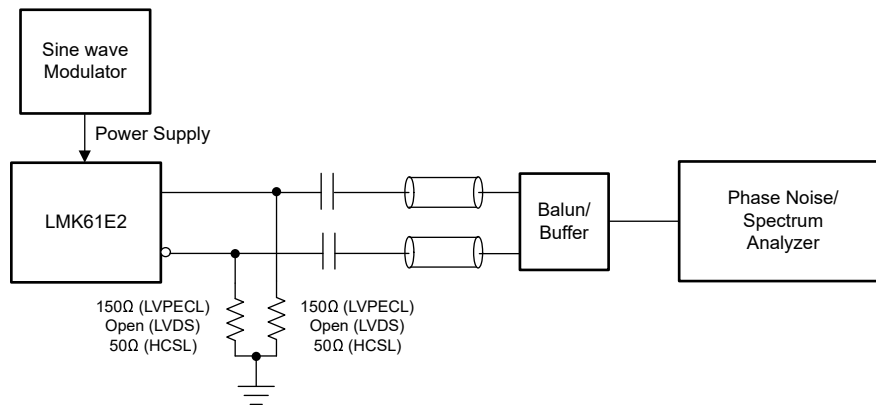 Sine wave
Modulator
Power Supply
LMK61E2
Balun/
Buffer
Phase Noise/
Spectrum
Analyzer
150Ω (LVPECL)
Open (LVDS)
50Ω (HCSL)
150Ω (LVPECL)
Open (LVDS)
50Ω (HCSL)